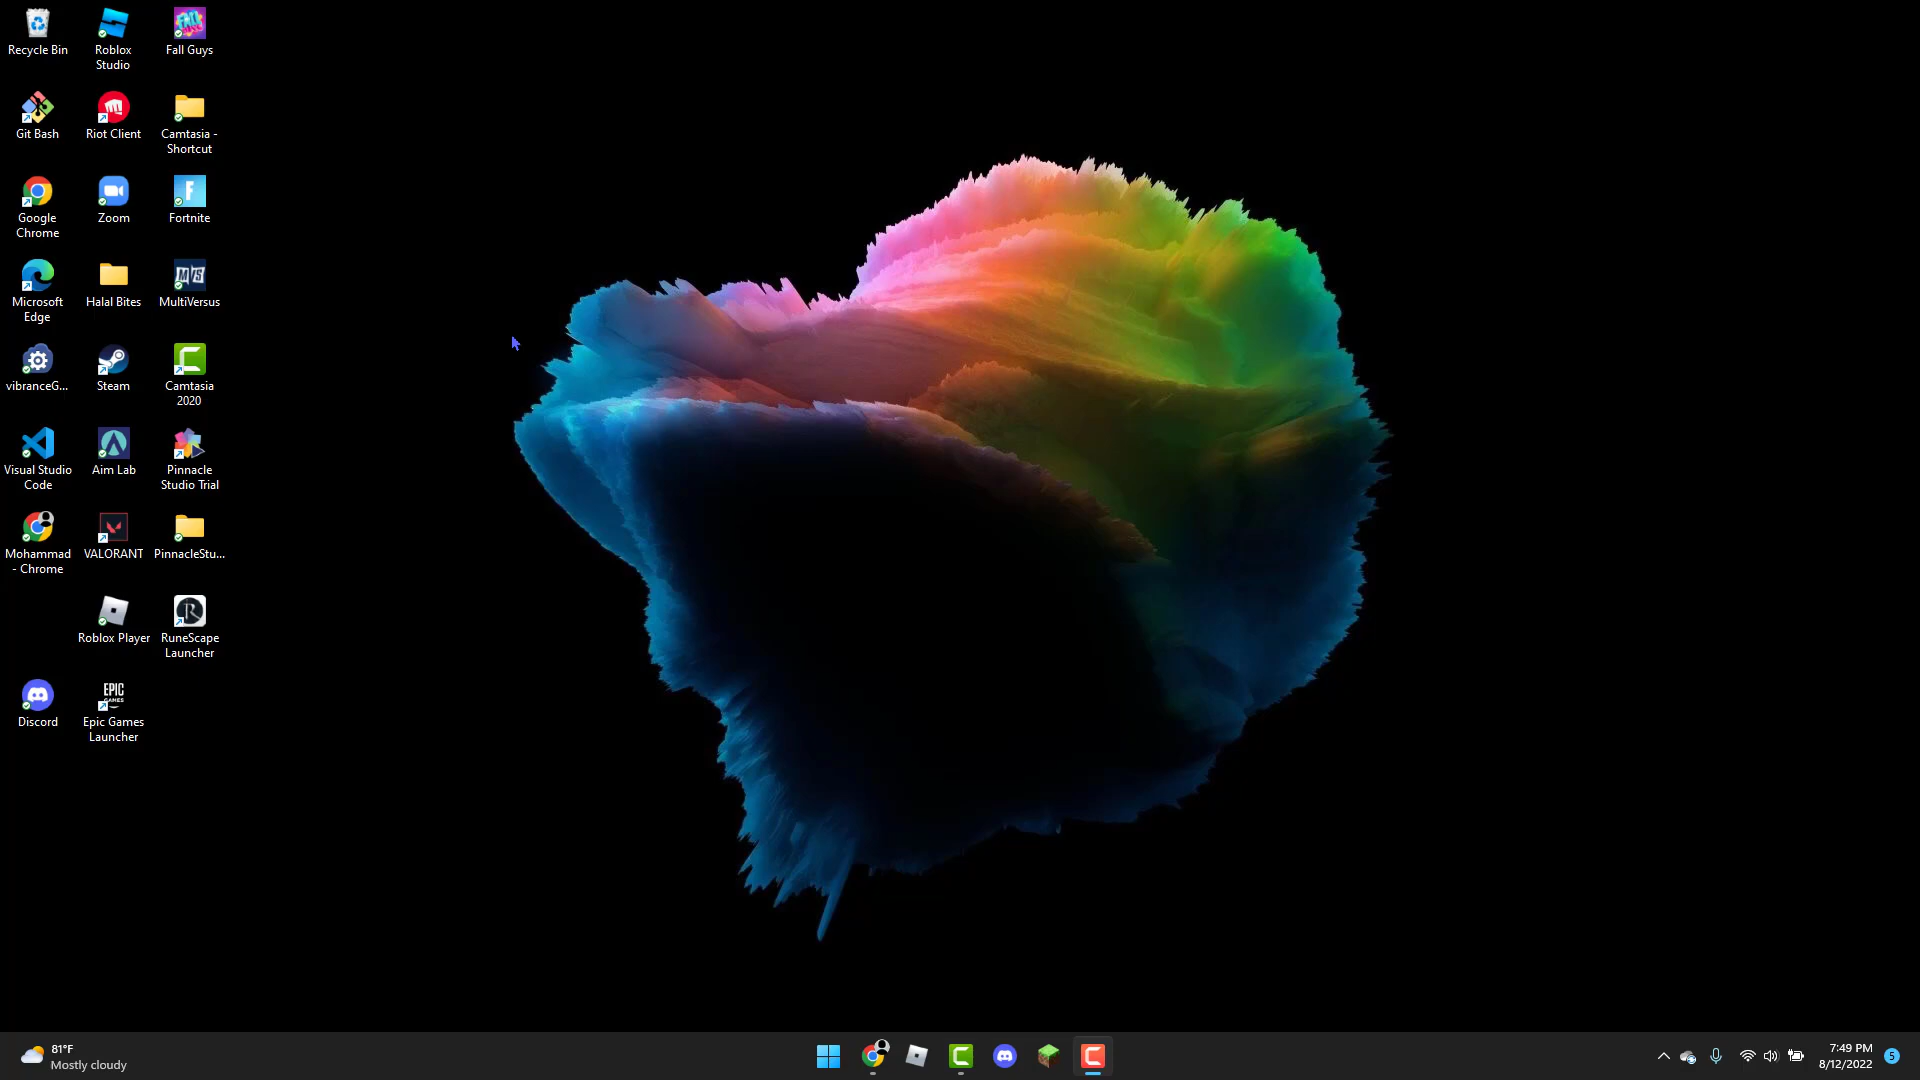 Recycle Bin
Roblox
Studio
Fall Guys
Git Bash
Riot Client
Camtasia -
Shortcut
Google
Chrome
Zoom
Fortnite
Microsoft
Edge
Halal Bites
MultiVersus
vibranceG...
Steam
Camtasia
2020
Visual Studio
Code
Aim Lab
Pinnacle
Studio Trial
Mohammad
- Chrome
VALORANT
PinnacleStu...
Roblox Player
RuneScape
Launcher
Discord
EPIC
GAMES
Epic Games
Launcher
81°F
Mostly cloudy
7:49 PM
8/12/2022
5